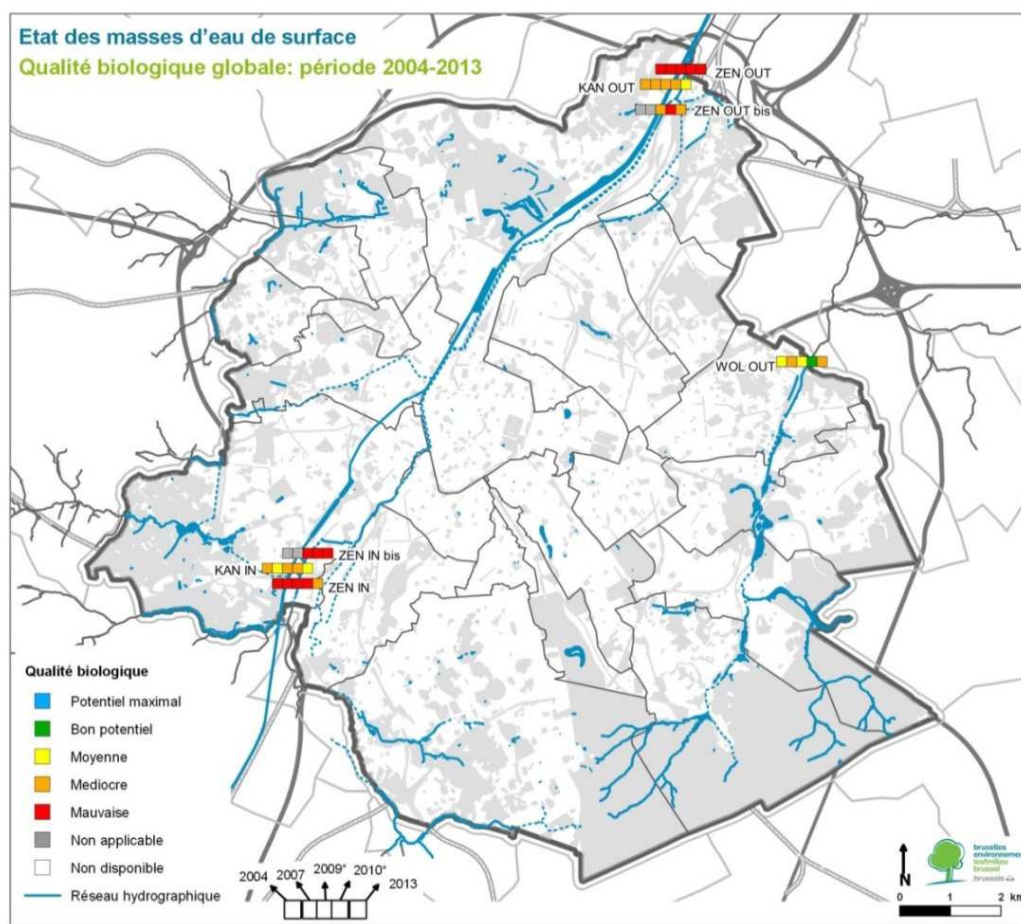 Etat des masses d'eau de surface
Qualité biologique globale: période 2004-2013
ZEN OUT
KAN OUT
ZEN OUT bis
WOL OUT
ZEN IN bis
KAN IN
ZEN IN
Qualité biologique
Potentiel maximal
Bon potentiel
Moyenne
Mediocre
Mauvaise
Non applicable
Non disponible
Réseau hydrographique
2004
2007
2009*
2010*
2013
N
bruxelles
environnement
leefmilieu
brussel
.brussels
0 1 2 km